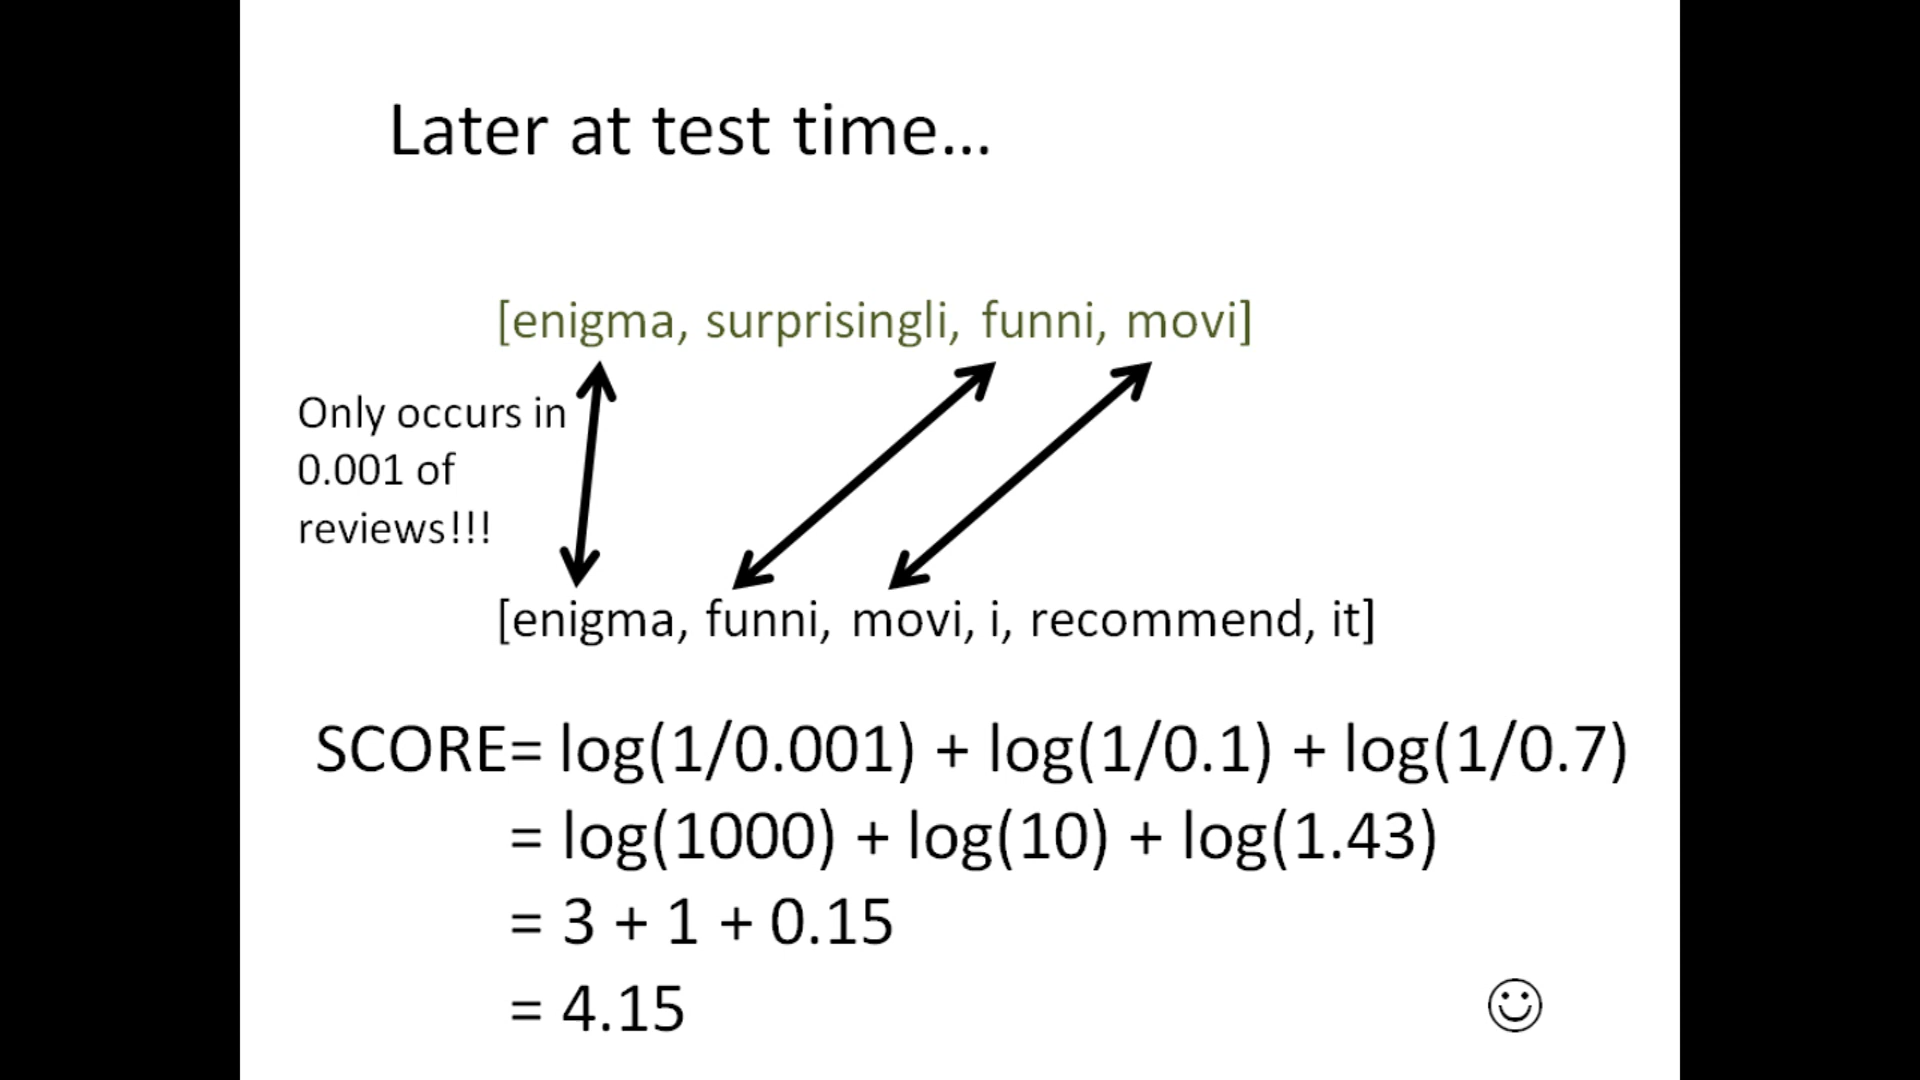 Later at test time...
[enigma, surprisingli, funni, movi]
Only occurs in
0.001 of
reviews!!!
[enigma, funni, movi, i, recommend, it]
SCORE= log(1/0.001) + log(1/0.1) + log(1/0.7)
= log(1000) + log(10) + log(1.43)
= 3 + 1 + 0.15
= 4.15